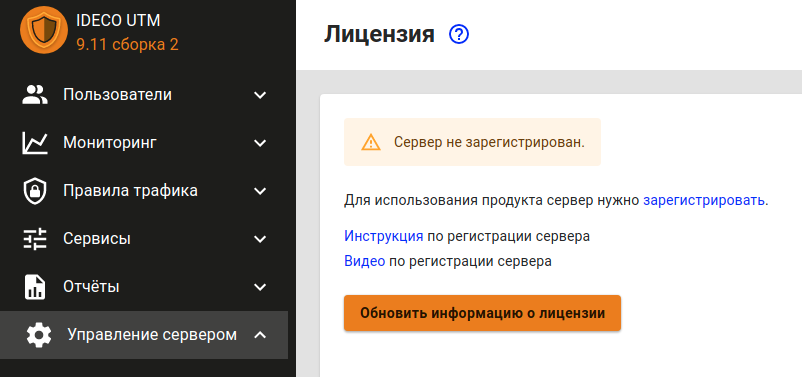 IDECO UTM
9.11 сборка 2
Пользователи
Мониторинг
Правила трафика
Сервисы
Отчёты
Управление сервером
Лицензия ?
Сервер не зарегистрирован.
Для использования продукта сервер нужно зарегистрировать.
Инструкция по регистрации сервера
Видео по регистрации сервера
Обновить информацию о лицензии